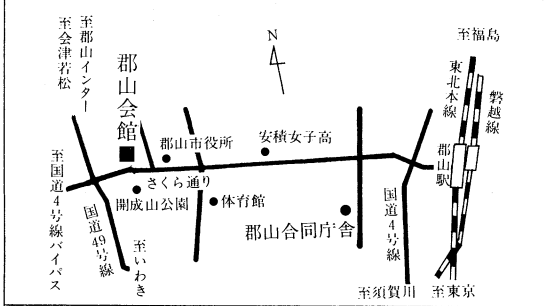 至会津若松
至郡山インター
郡山会館
N
至福島
東北本線
磐越線
郡山駅
郡山市役所
安積女子高
さくら通り
開成山公園
体育館
郡山合同庁舎
至国道4号線バイパス
国道49号線
至いわき
国道4号線
至須賀川
至東京